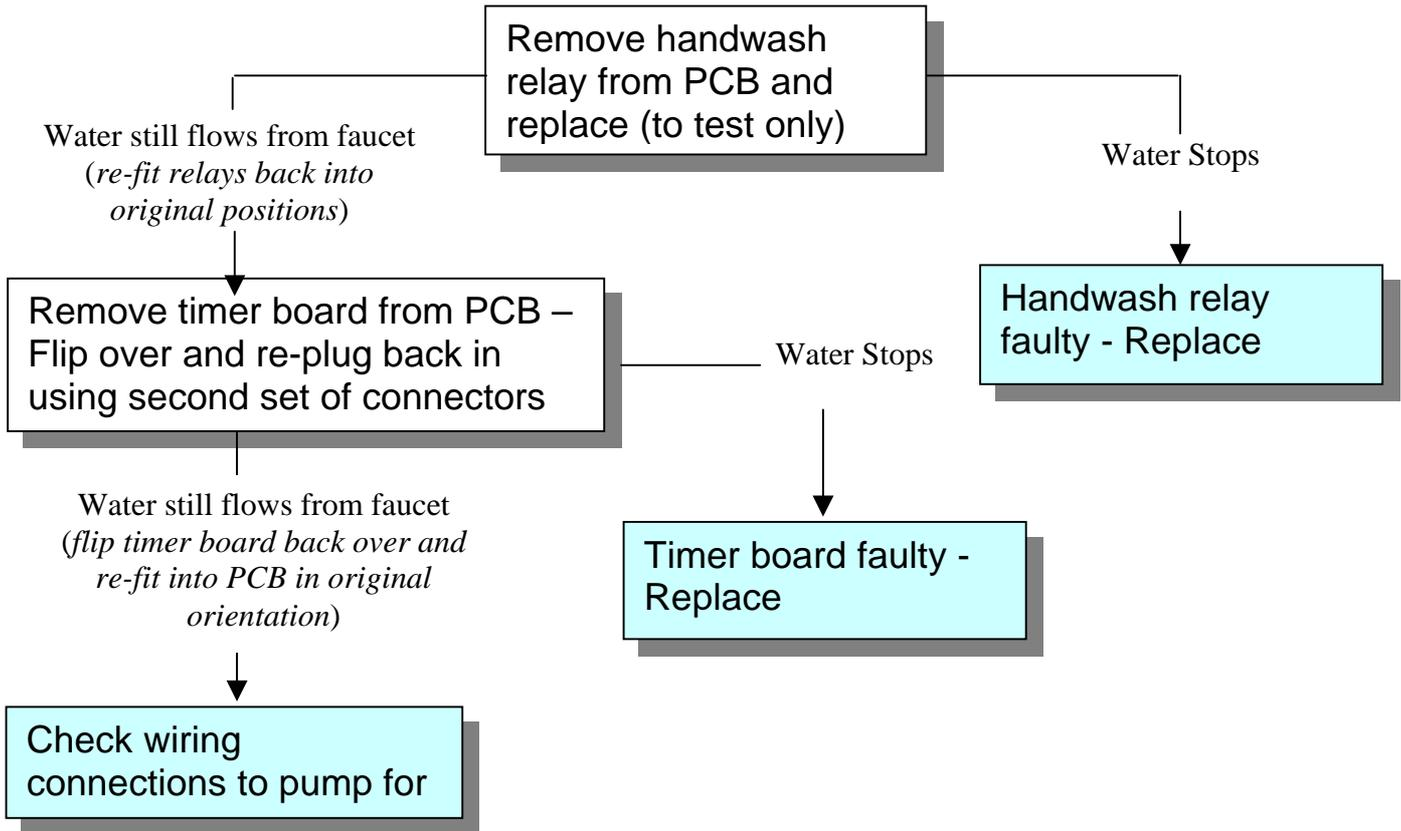 Remove handwash
relay from PCB and
replace (to test only)
Water still flows from faucet
(re-fit relays back into
original positions)
Water Stops
Handwash relay
faulty - Replace
Remove timer board from PCB –
Flip over and re-plug back in
using second set of connectors
Water Stops
Timer board faulty -
Replace
Water still flows from faucet
(flip timer board back over and
re-fit into PCB in original
orientation)
Check wiring
connections to pump for